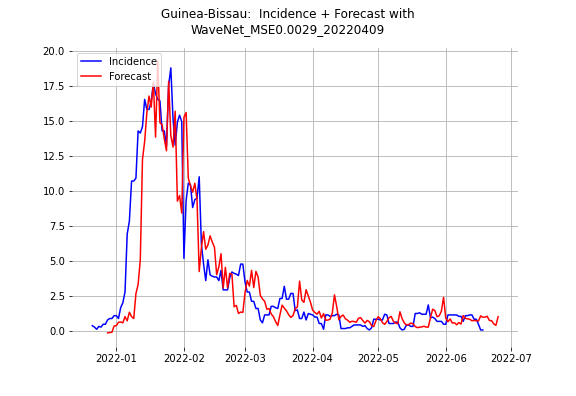 Guinea-Bissau:  Incidence + Forecast with
WaveNet_MSE0.0029_20220409
Incidence
Forecast
20.0
17.5
15.0
12.5
10.0
7.5
5.0
2.5
0.0
2022-01 2022-02 2022-03 2022-04 2022-05 2022-06 2022-07